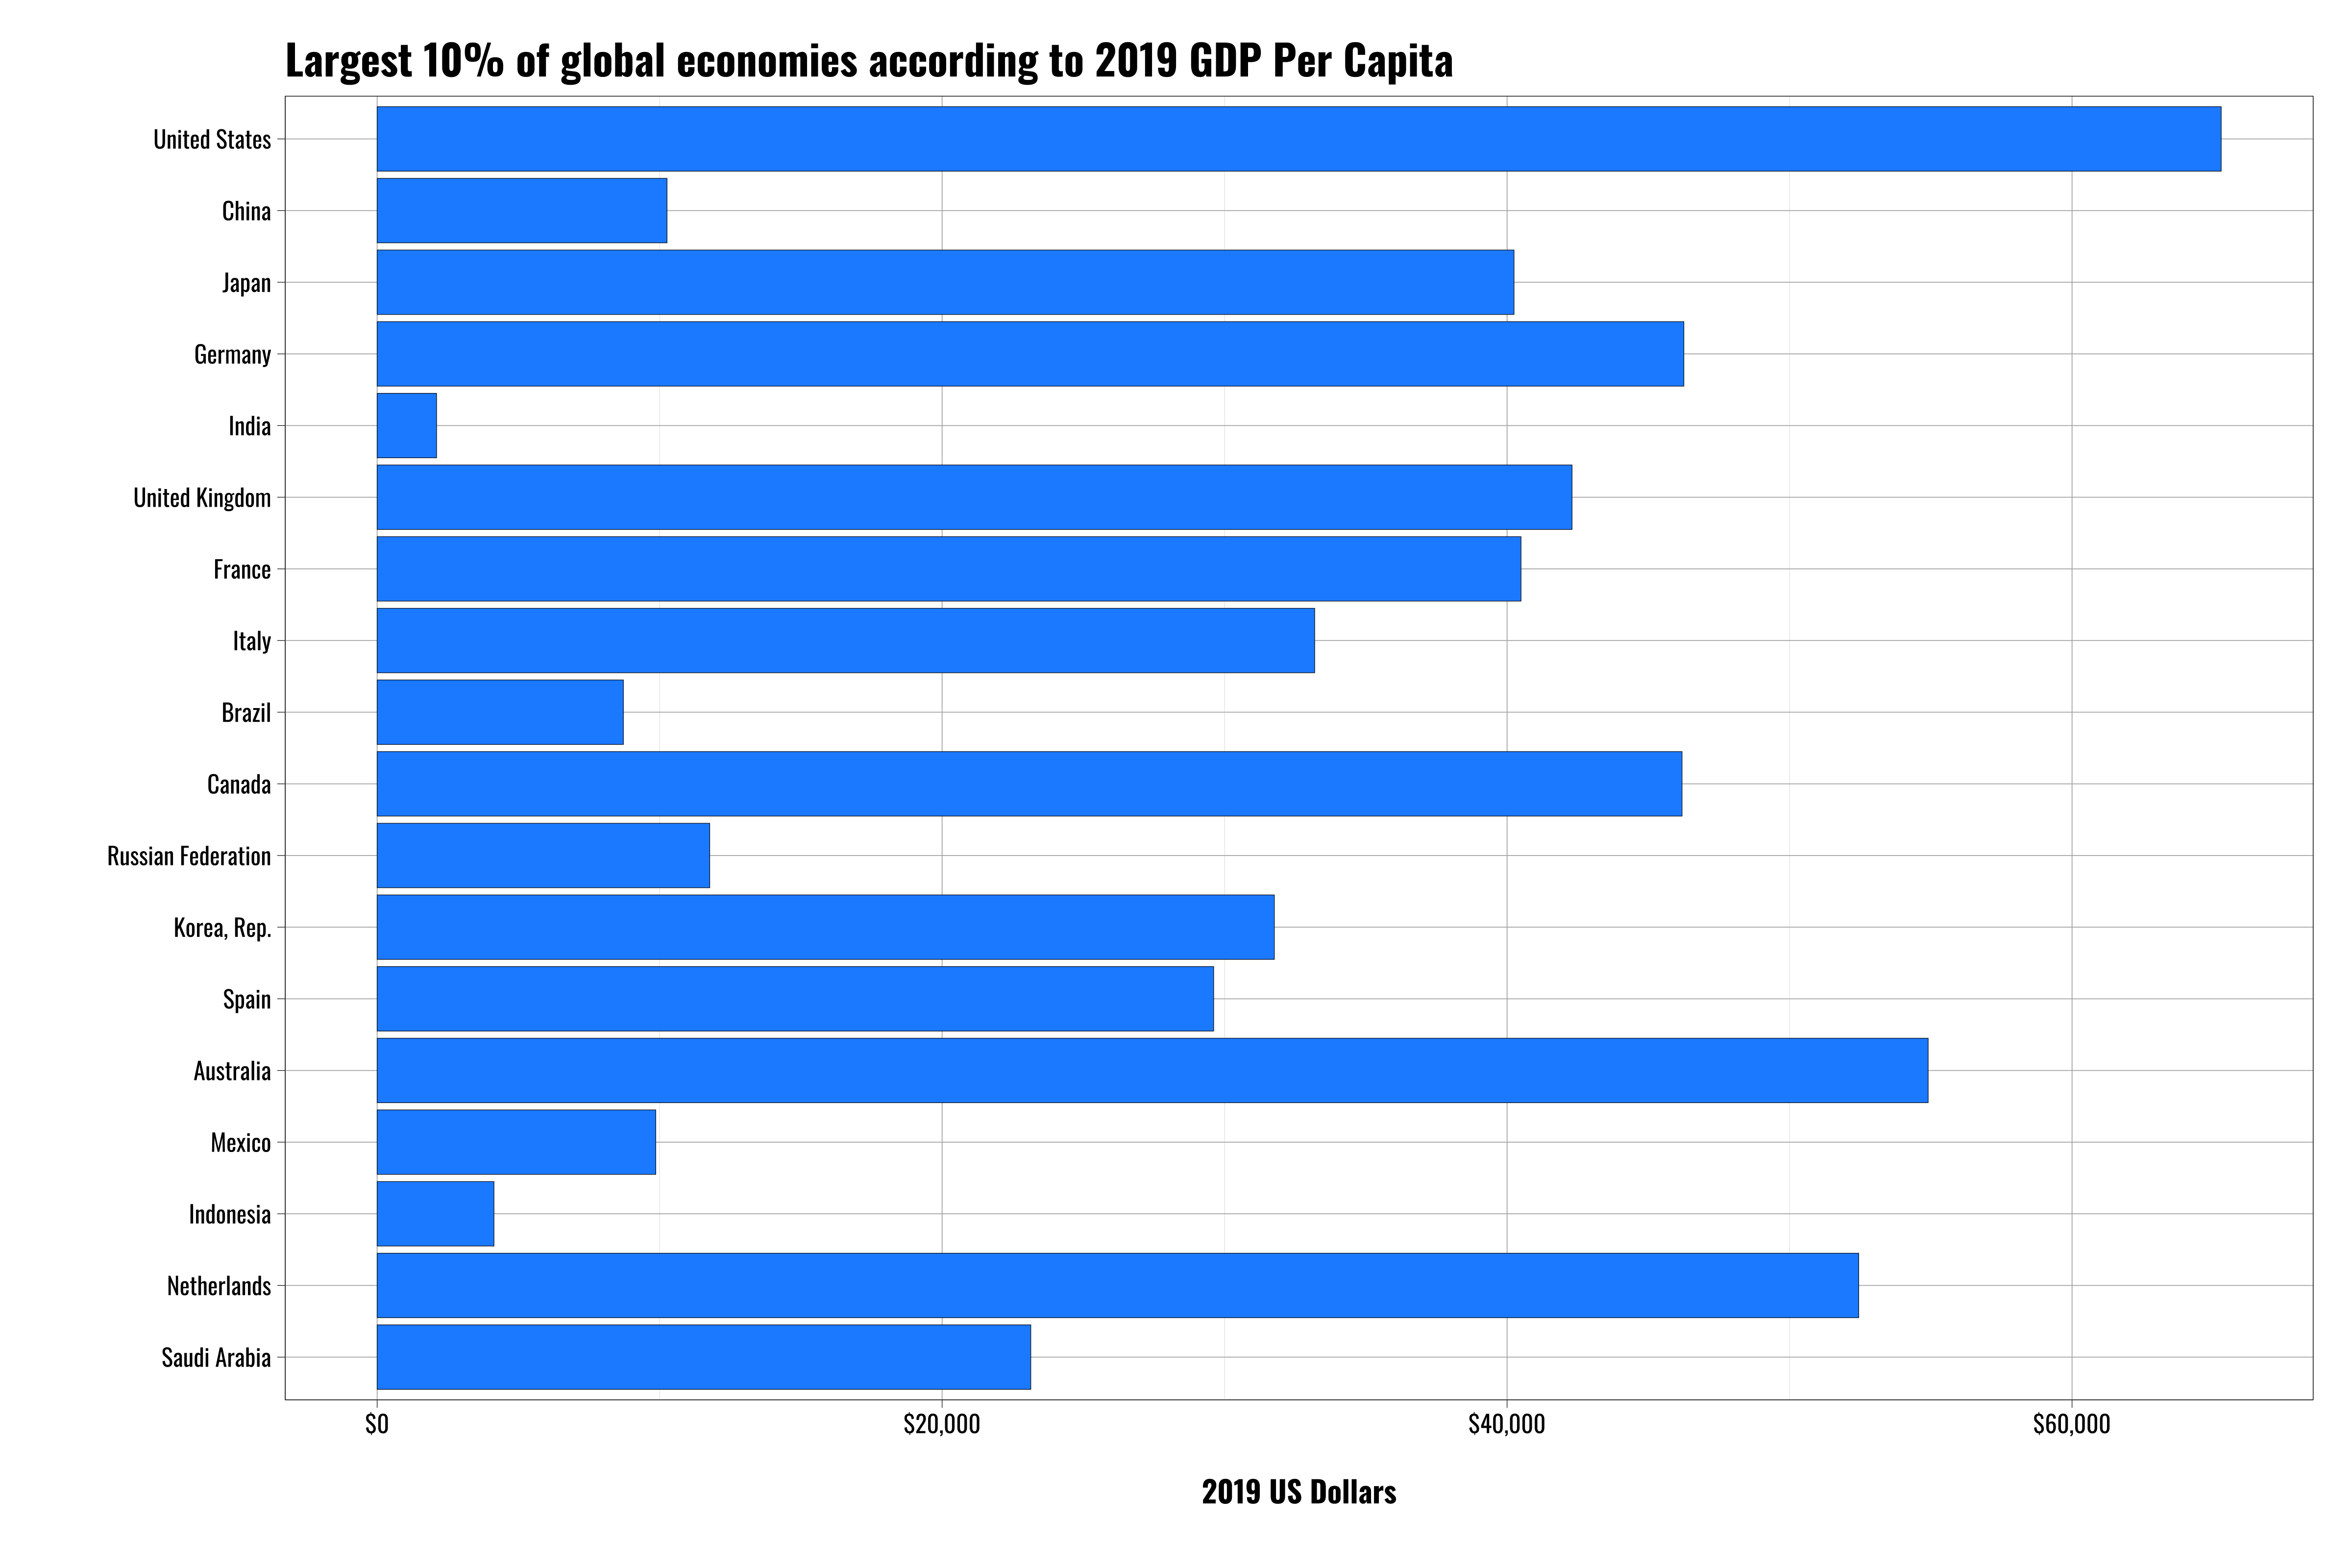 Largest 10% of global economies according to 2019 GDP Per Capita
United States
China
Japan
Germany
India
United Kingdom
France
Italy
Brazil
Canada
Russian Federation
Korea, Rep.
Spain
Australia
Mexico
Indonesia
Netherlands
Saudi Arabia
$0 $20,000 $40,000 $60,000
2019 US Dollars